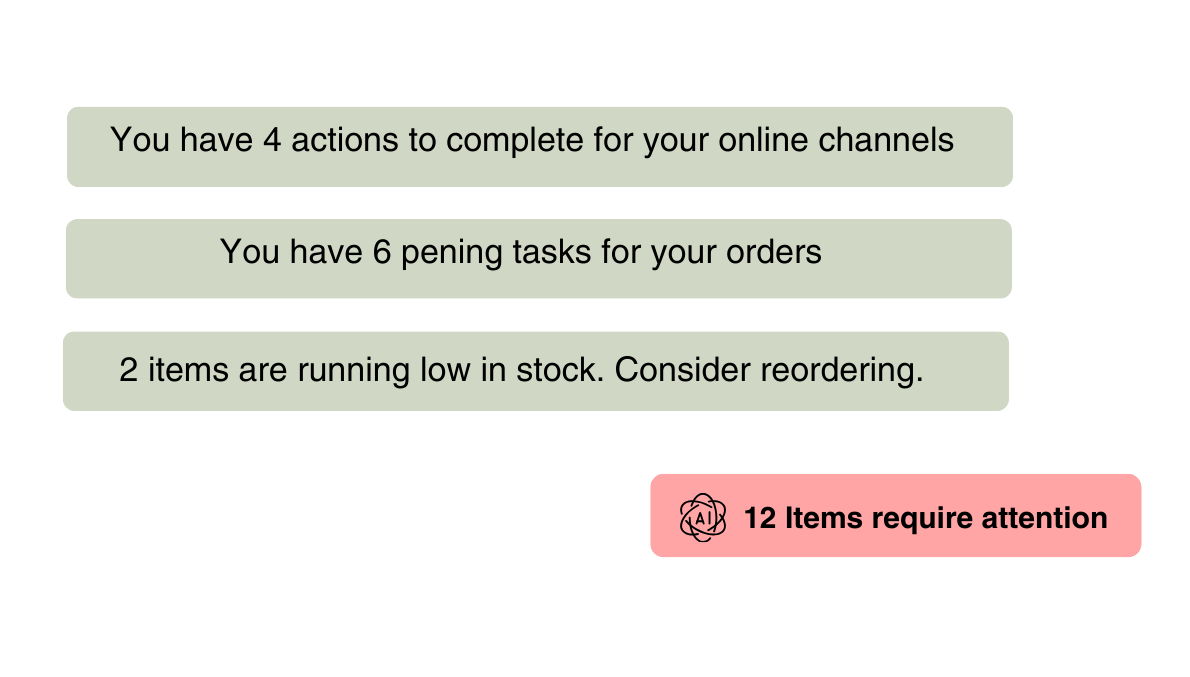 You have 4 actions to complete for your online channels
You have 6 pening tasks for your orders
2 items are running low in stock. Consider reordering.
AI
12 Items require attention